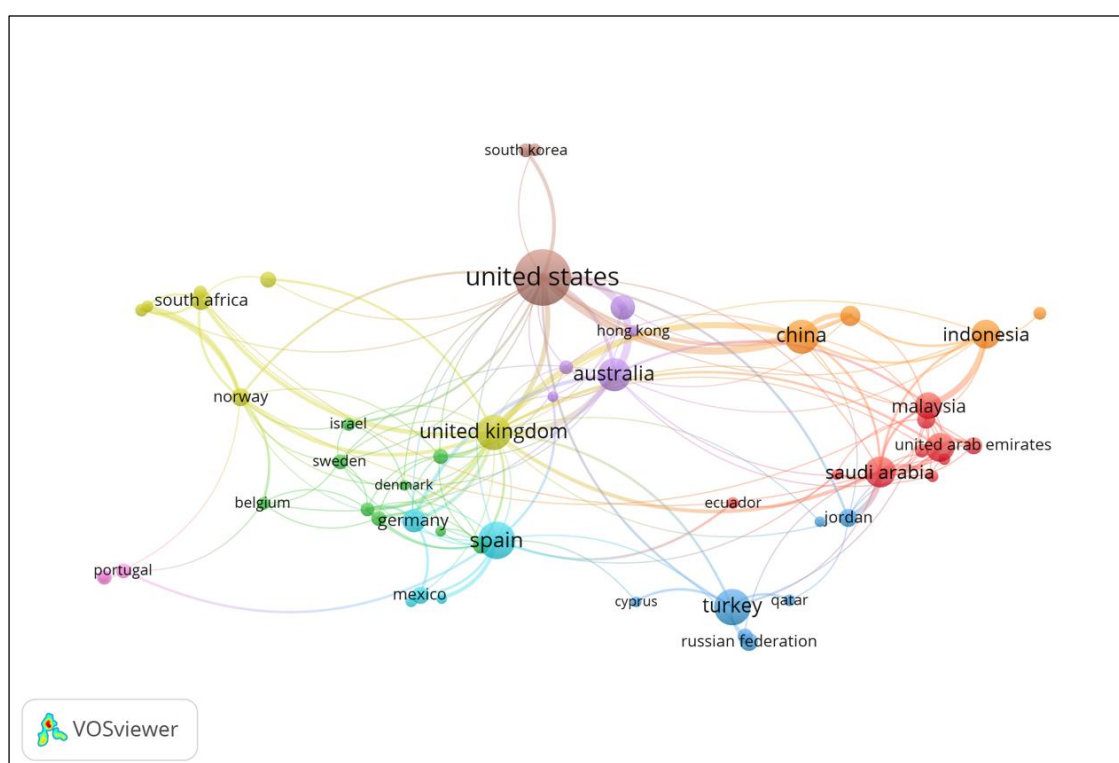 south korea
united states
south africa
hong kong
china
indonesia
australia
norway
malaysia
israel
united kingdom
united arab emirates
sweden
saudi arabia
denmark
belgium
ecuador
germany
jordan
spain
portugal
mexico
cyprus
turkey
qatar
russian federation
VOSviewer